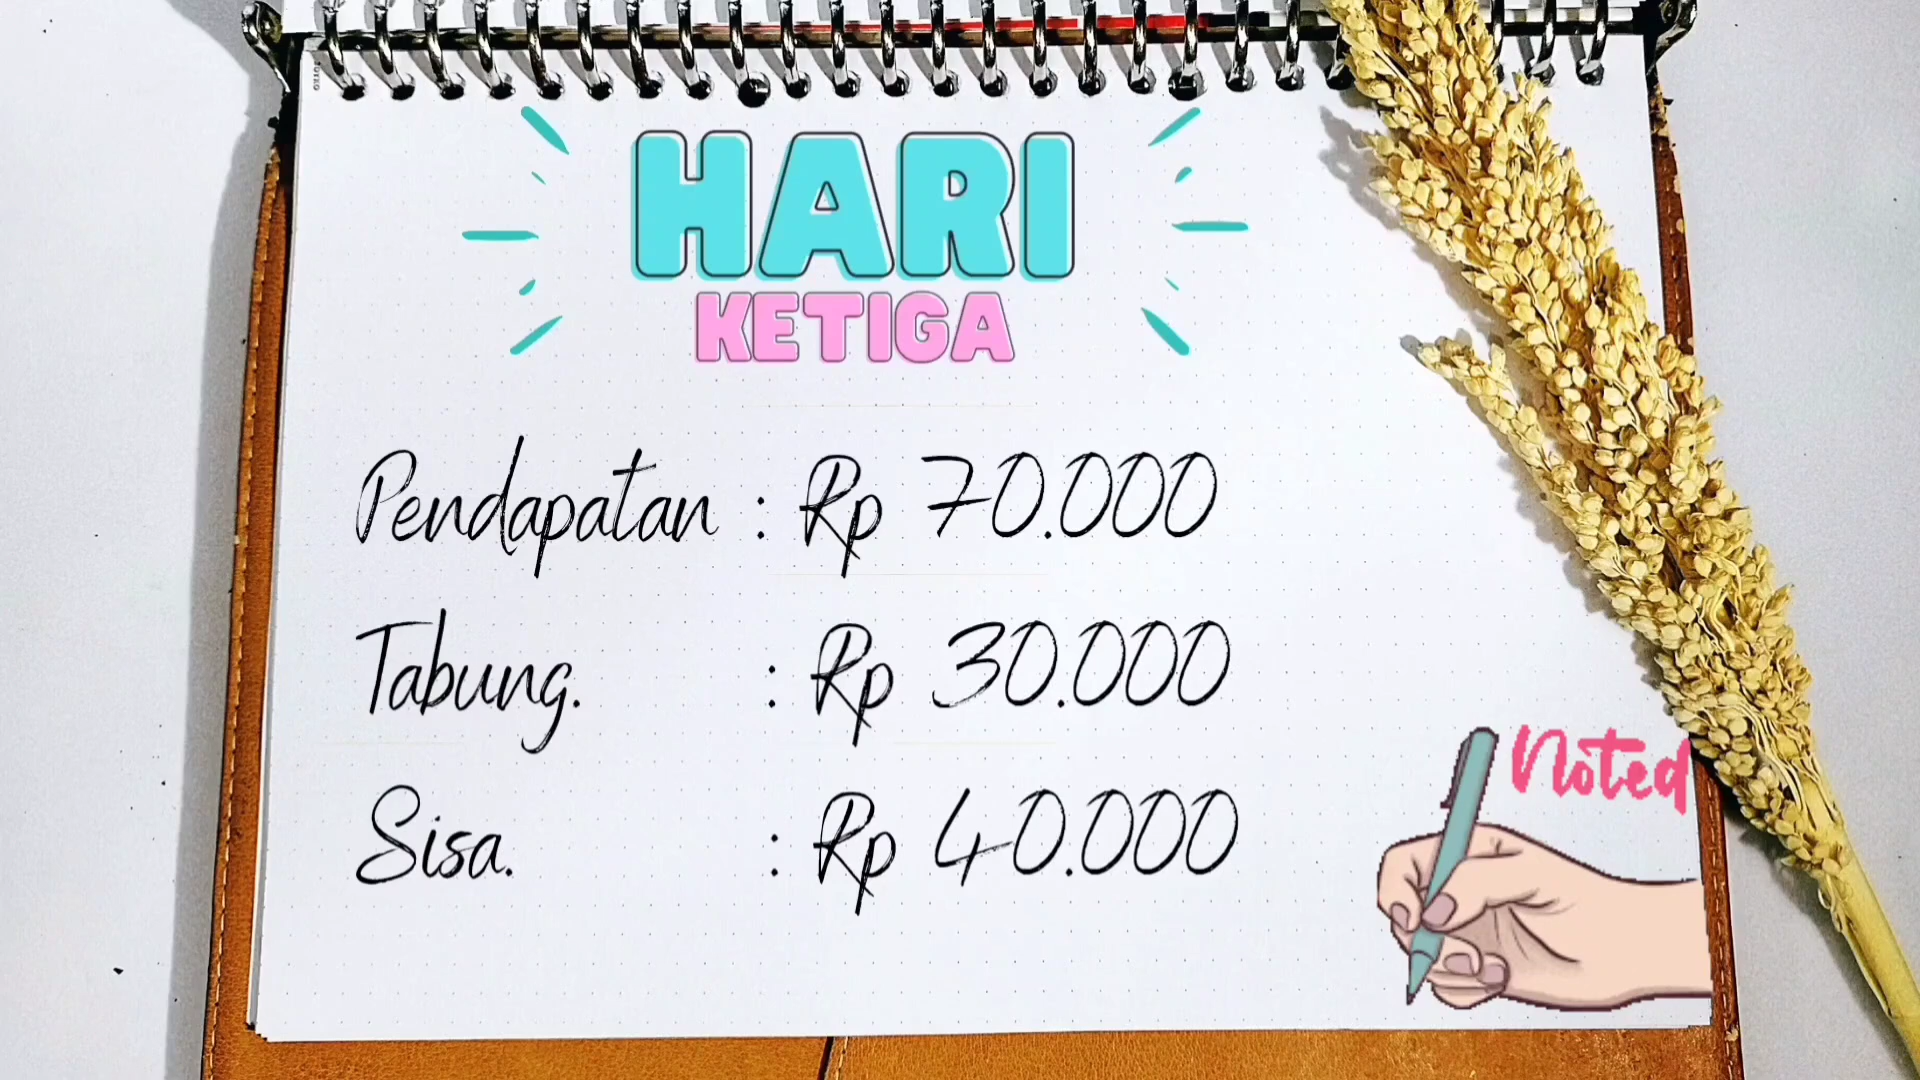 HARI
KETIGA
Pendapatan : Rp 70.000
Tabung. : Rp 30.000
Sisa. : Rp 40.000
Noted